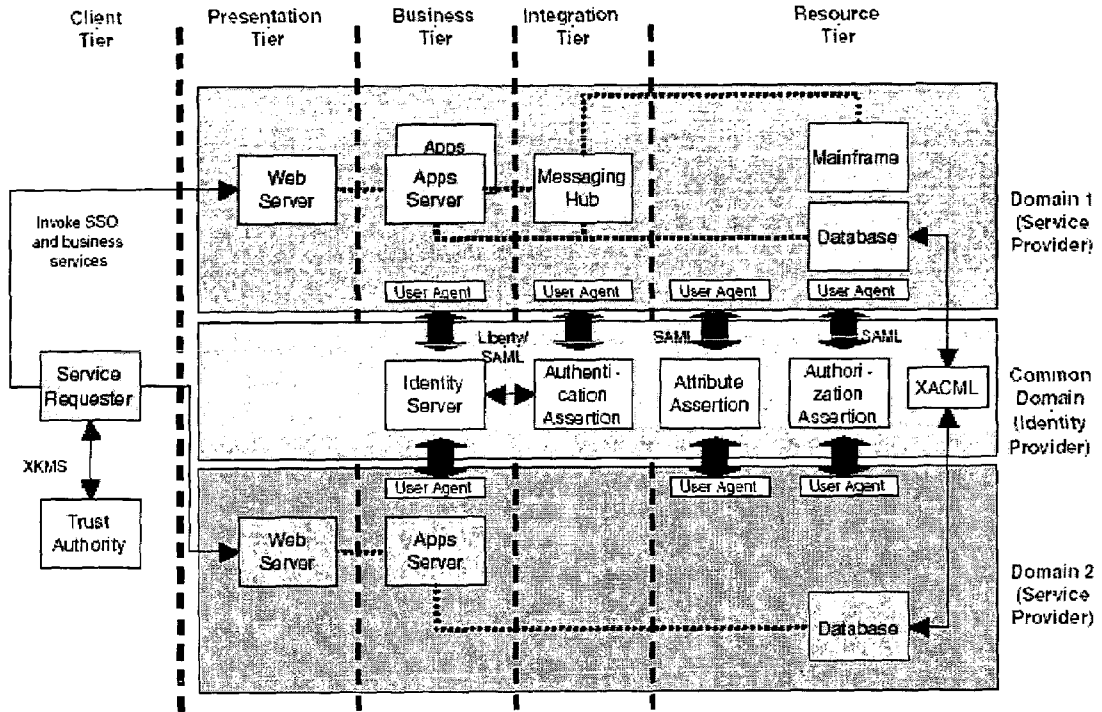 Client
Tier
Presentation
Tier
Business
Tier
Integration
Tier
Resource
Tier
Apps
Web
Server
Apps
Server
Messaging
Hub
Mainframe
Database
Domain 1
(Service
Provider)
Invoke SSO
and business
services
User Agent
User Agent
User Agent
User Agent
Liberty/
SAML
SAML
SAML
Service
Requester
Identity
Server
Authenti-
cation
Assertion
Attribute
Assertion
Authori-
zation
Assertion
XACML
Common
Domain
(Identity
Provider)
XKMS
Trust
Authority
User Agent
User Agent
User Agent
Web
Server
Apps
Server
Database
Domain 2
(Service
Provider)